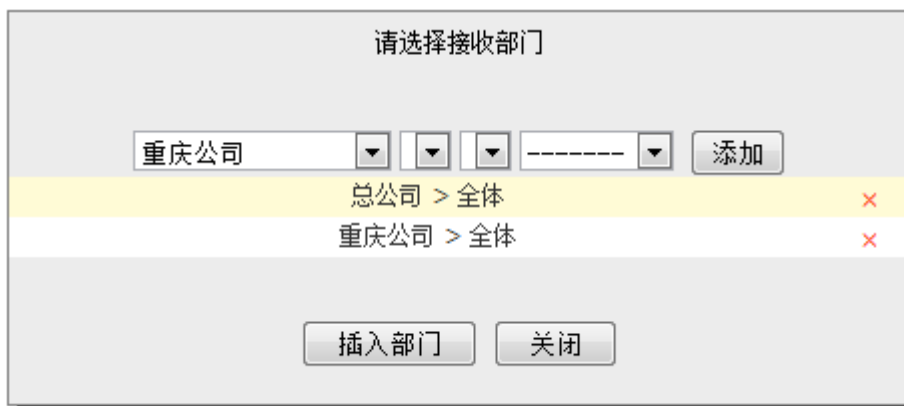 请选择接收部门
重庆公司 ------- 添加
总公司 > 全体 ×
重庆公司 > 全体 ×
插入部门 关闭